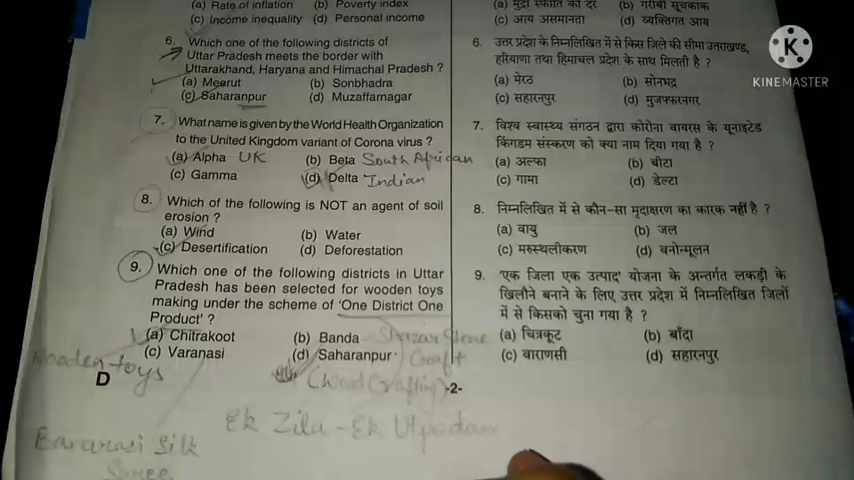 (a) Rate of inflation (b) Poverty index
(c) Income inequality (d) Personal income
6. Which one of the following districts of
Uttar Pradesh meets the border with
Uttarakhand, Haryana and Himachal Pradesh ?
(a) Meerut (b) Sonbhadra
(c) Saharanpur (d) Muzaffarnagar
7. What name is given by the World Health Organization
to the United Kingdom variant of Corona virus ?
(a) Alpha UK (b) Beta South African
(c) Gamma (d) Delta Indian
8. Which of the following is NOT an agent of soil
erosion ?
(a) Wind (b) Water
(c) Desertification (d) Deforestation
9. Which one of the following districts in Uttar
Pradesh has been selected for wooden toys
making under the scheme of ‘One District One
Product’ ?
(a) Chitrakoot (b) Banda Shazar Stone
(c) Varanasi (d) Saharanpur Craft
Wooden toys
(Wood Crafting)
D
-2-
Ek Zila - Ek Utpadan
Banarasi Silk
Saree
(a) मुद्रा स्फीति की दर (b) गरीबी सूचकांक
(c) आय असमानता (d) व्यक्तिगत आय
6. उत्तर प्रदेश के निम्नलिखित में से किस जिले की सीमा उत्तराखण्ड,
हरियाणा तथा हिमाचल प्रदेश के साथ मिलती है ?
(a) मेरठ (b) सोनभद्र
(c) सहारनपुर (d) मुजफ्फरनगर
7. विश्व स्वास्थ्य संगठन द्वारा कोरोना वायरस के यूनाइटेड
किंगडम संस्करण को क्या नाम दिया गया है ?
(a) अल्फा (b) बीटा
(c) गामा (d) डेल्टा
8. निम्नलिखित में से कौन-सा मृदाक्षरण का कारक नहीं है ?
(a) वायु (b) जल
(c) मरुस्थलीकरण (d) वनोन्मूलन
9. ‘एक जिला एक उत्पाद’ योजना के अन्तर्गत लकड़ी के
खिलौने बनाने के लिए उत्तर प्रदेश में निम्नलिखित जिलों
में से किसको चुना गया है ?
(a) चित्रकूट (b) बाँदा
(c) वाराणसी (d) सहारनपुर
K
KINEMASTER